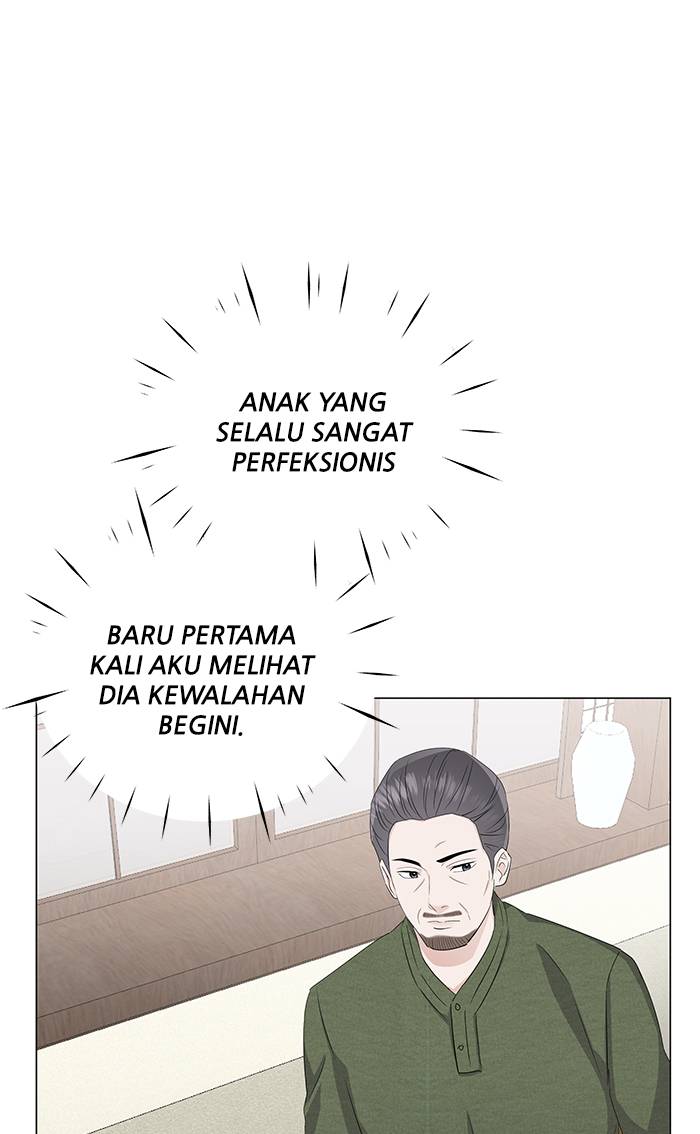 ANAK YANG
SELALU SANGAT
PERFEKSIONIS
BARU PERTAMA
KALI AKU MELIHAT
DIA KEWALAHAN
BEGINI.